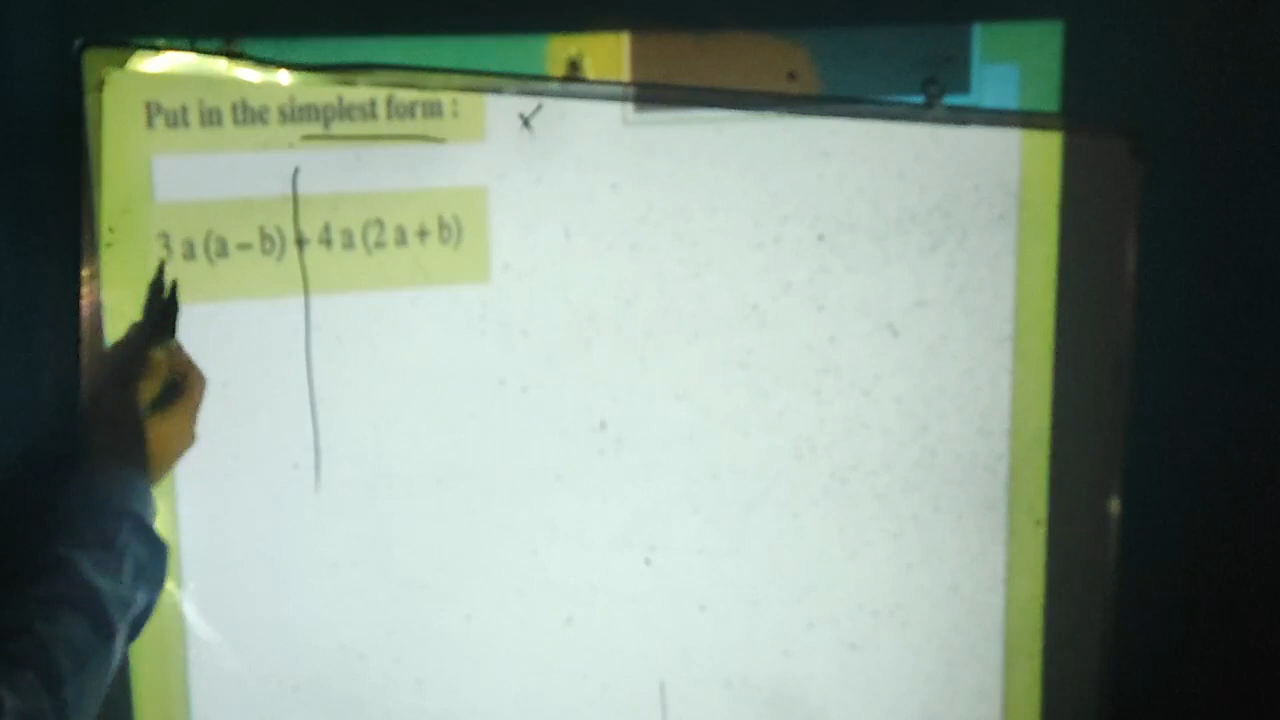 Put in the simplest form :
3 a (a – b) + 4 a (2 a + b)